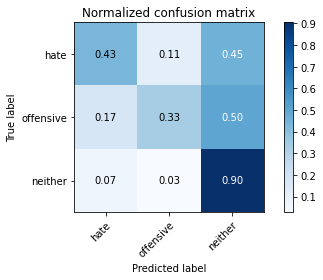 Normalized confusion matrix
True label
hate
offensive
neither
0.43 0.11 0.45
0.17 0.33 0.50
0.07 0.03 0.90
hate
offensive
neither
Predicted label
0.9
0.8
0.7
0.6
0.5
0.4
0.3
0.2
0.1